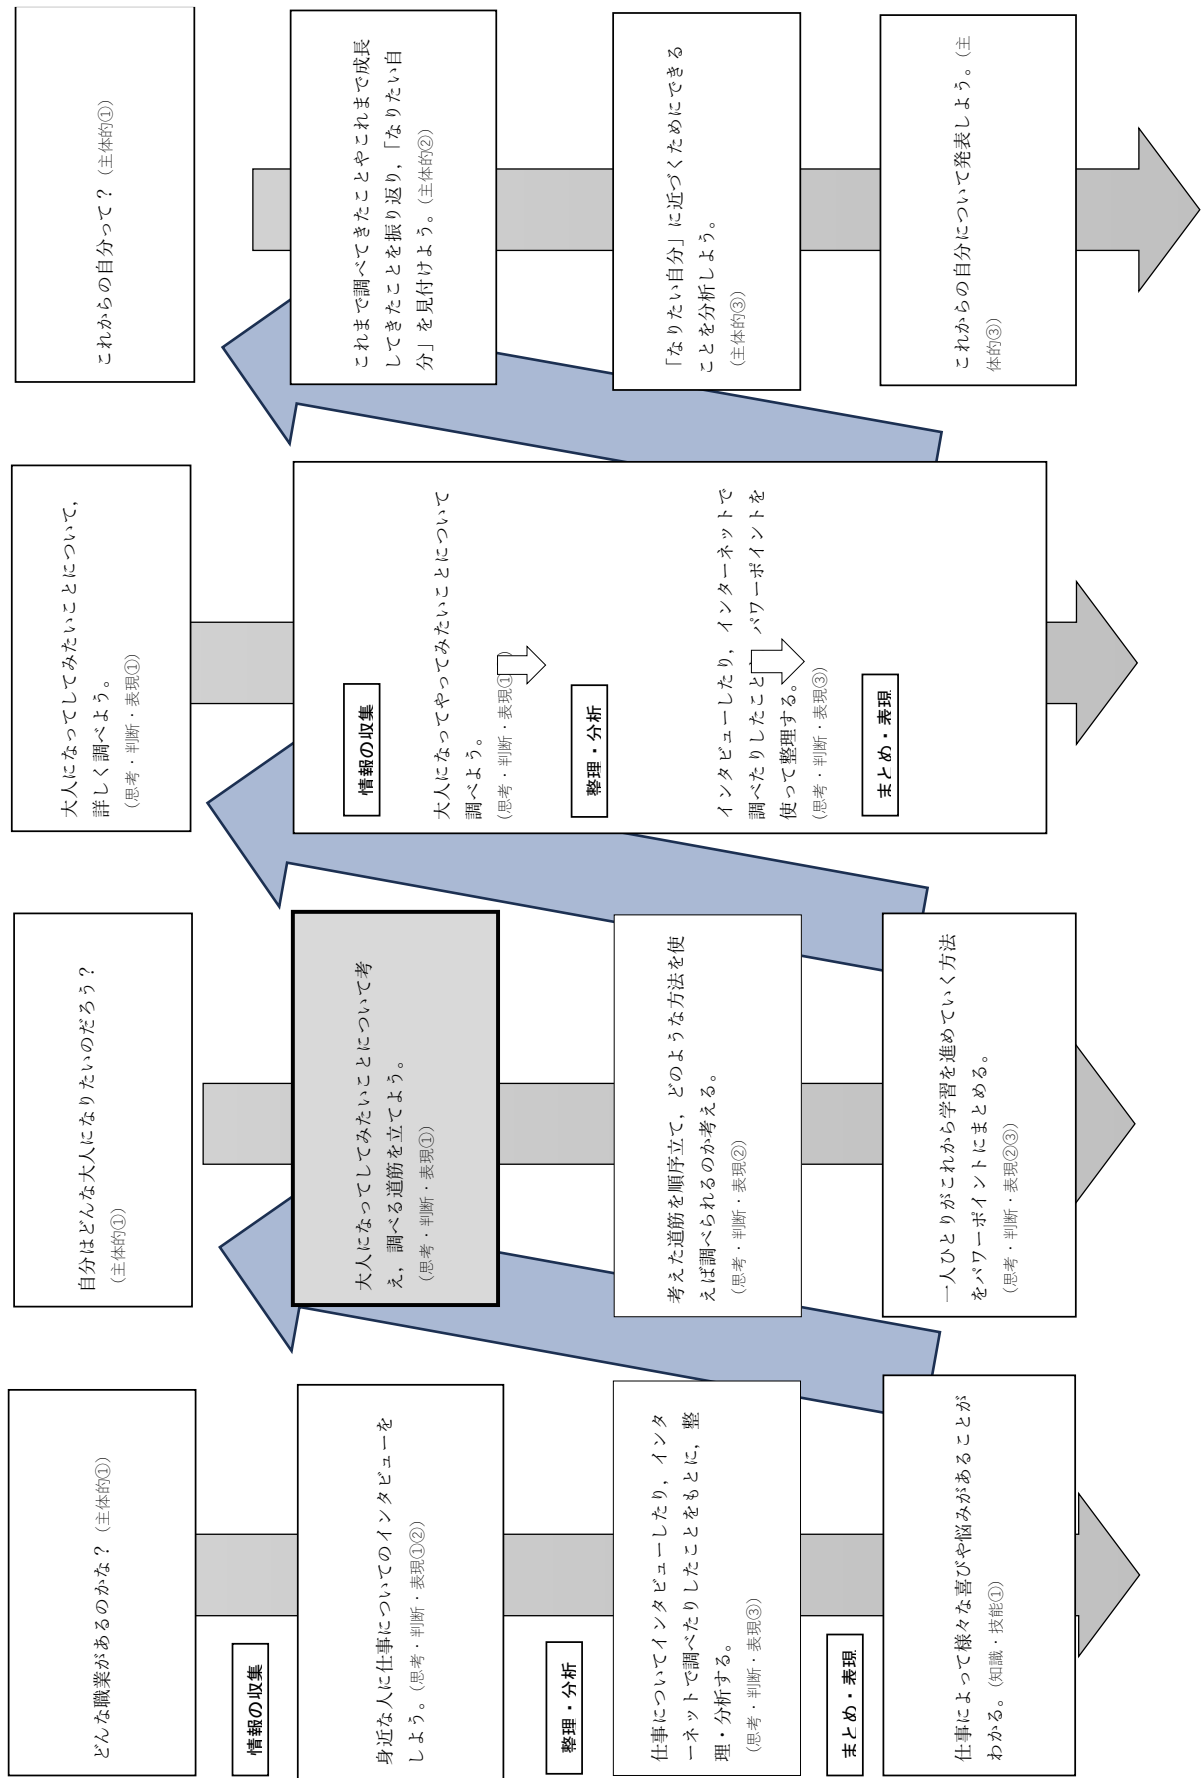 どんな職業があるのかな?(主体的①)
情報の収集
身近な人に仕事についてのインタビューを
しよう。(思考・判断・表現①②)
整理・分析
仕事についてインタビューしたり,インタ
ーネットで調べたりしたことをもとに,整
理・分析する。
(思考・判断・表現③)
まとめ・表現
仕事によって様々な喜びや悩みがあることが
わかる。(知識・技能①)
自分はどんな大人になりたいのだろう?
(主体的①)
大人になってしてみたいことについて考
え,調べる道筋を立てよう。
(思考・判断・表現①)
考えた道筋を順序立て,どのような方法を使
えば調べられるのか考える。
(思考・判断・表現②)
一人ひとりがこれから学習を進めていく方法
をパワーポイントにまとめる。
(思考・判断・表現②③)
大人になってしてみたいことについて,
詳しく調べよう。
(思考・判断・表現①)
情報の収集
大人になってやってみたいことについて
調べよう。
(思考・判断・表現①)
整理・分析
インタビューしたり,インターネットで
調べたりしたこと パワーポイントを
使って整理する。
(思考・判断・表現③)
まとめ・表現
これからの自分って?(主体的①)
これまで調べてきたことやこれまで成長
してきたことを振り返り,「なりたい自
分」を見付けよう。(主体的②)
「なりたい自分」に近づくためにできる
ことを分析しよう。
(主体的③)
これからの自分について発表しよう。(主
体的③)